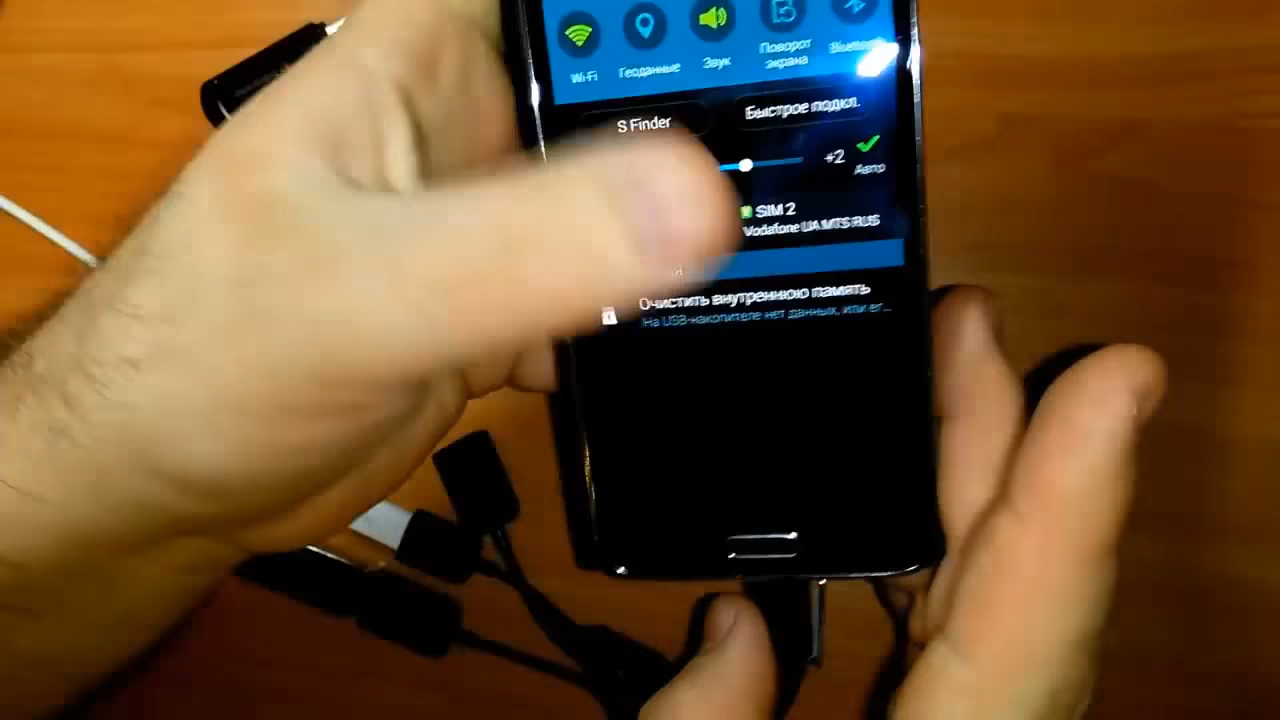 Wi-Fi
Геоданные
Звук
Поворот
экрана
Bluetooth
S Finder
Быстрое подкл.
+2
Авто
SIM 2
Vodafone UA MTS RUS
Очистить внутреннюю память
На USB-накопителе нет данных, или ег...